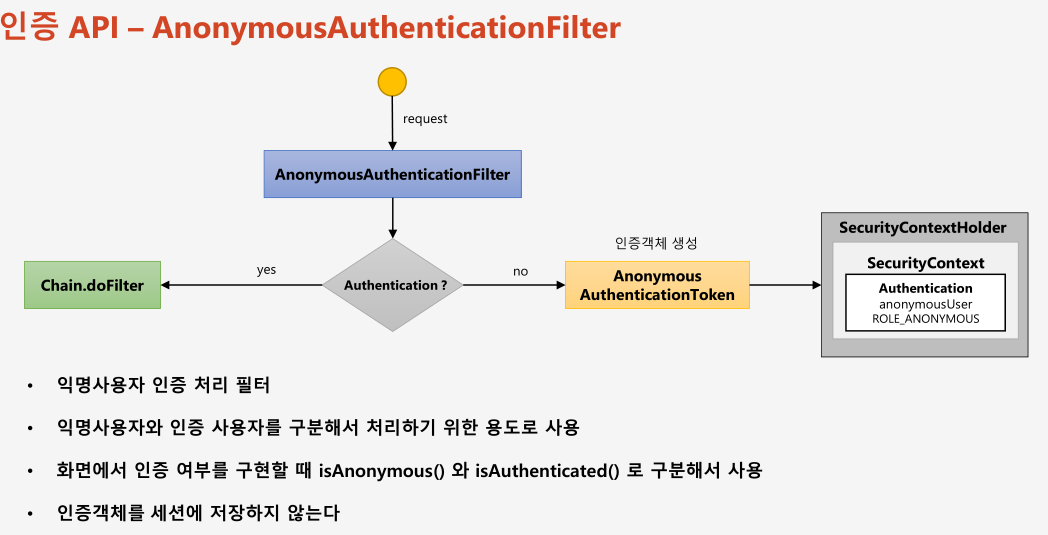 인증 API – AnonymousAuthenticationFilter
request
AnonymousAuthenticationFilter
인증객체 생성
SecurityContextHolder
SecurityContext
Authentication
anonymousUser
ROLE_ANONYMOUS
yes
no
Chain.doFilter
Authentication ?
Anonymous
AuthenticationToken
• 익명사용자 인증 처리 필터
• 익명사용자와 인증 사용자를 구분해서 처리하기 위한 용도로 사용
• 화면에서 인증 여부를 구현할 때 isAnonymous() 와 isAuthenticated() 로 구분해서 사용
• 인증객체를 세션에 저장하지 않는다